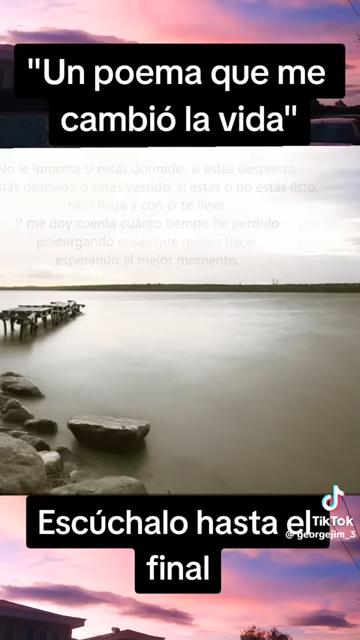 "Un poema que me
cambió la vida"
No le importa si estás dormido, si estás despierto,
estás desnudo o estás vestido, si estás o no estás listo.
Sólo llega y con él te lleva
Y me doy cuenta cuánto tiempo he perdido
postergando cosas que quiero hacer
esperando el mejor momento,
Escúchalo hasta el
final
TikTok
@georgejim_3